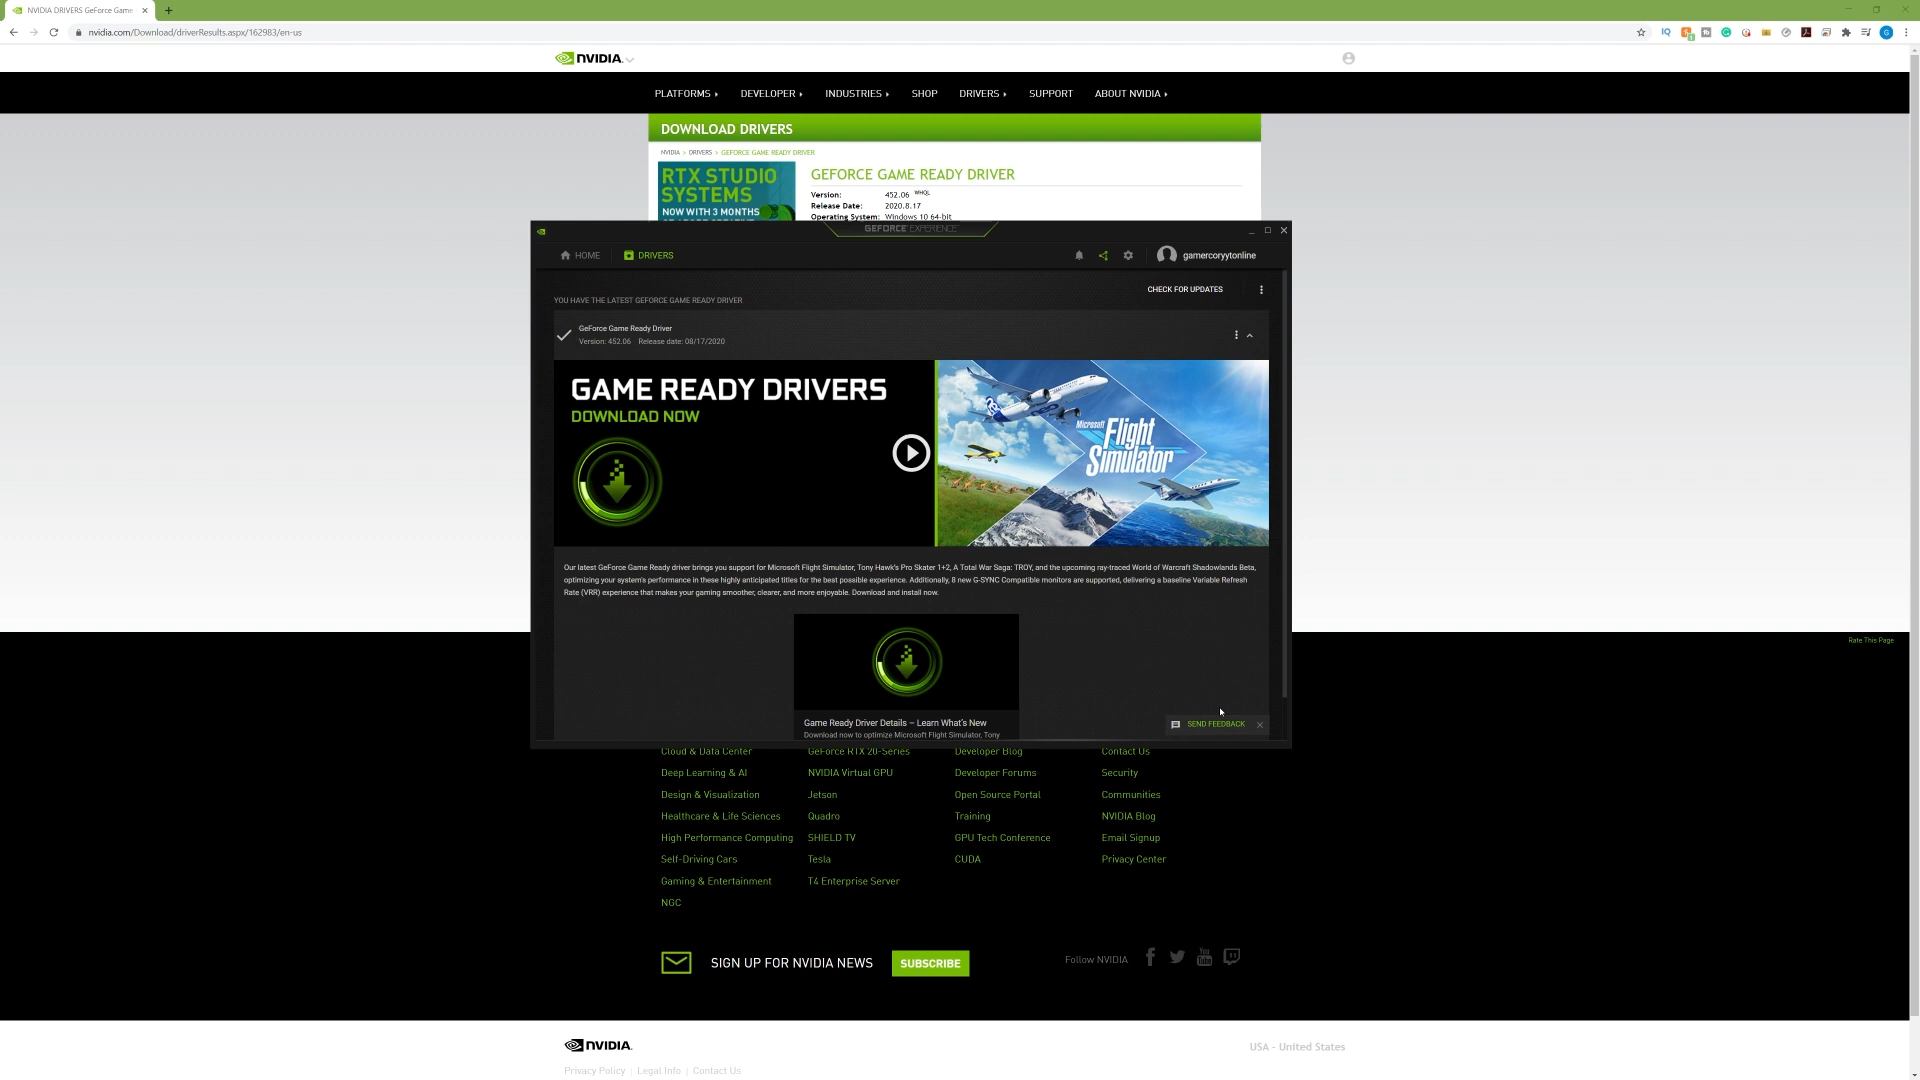 NVIDIA DRIVERS GeForce Game
nvidia.com/Download/driverResults.aspx/162983/en-us
NVIDIA.
PLATFORMS
DEVELOPER
INDUSTRIES
SHOP
DRIVERS
SUPPORT
ABOUT NVIDIA
DOWNLOAD DRIVERS
NVIDIA > DRIVERS > GEFORCE GAME READY DRIVER
RTX STUDIO
SYSTEMS
NOW WITH 3 MONTHS
GEFORCE GAME READY DRIVER
Version: 452.06 WHQL
Release Date: 2020.8.17
Operating System: Windows 10 64-bit
GEFORCE EXPERIENCE
HOME
DRIVERS
gamercoryytonline
CHECK FOR UPDATES
YOU HAVE THE LATEST GEFORCE GAME READY DRIVER
GeForce Game Ready Driver
Version: 452.06 Release date: 08/17/2020
GAME READY DRIVERS
DOWNLOAD NOW
Microsoft
Flight
Simulator
Our latest GeForce Game Ready driver brings you support for Microsoft Flight Simulator, Tony Hawk's Pro Skater 1+2, A Total War Saga: TROY, and the upcoming ray-traced World of Warcraft Shadowlands Beta,
optimizing your system's performance in these highly anticipated titles for the best possible experience. Additionally, 8 new G-SYNC Compatible monitors are supported, delivering a baseline Variable Refresh
Rate (VRR) experience that makes your gaming smoother, clearer, and more enjoyable. Download and install now.
Game Ready Driver Details – Learn What's New
Download now to optimize Microsoft Flight Simulator, Tony
SEND FEEDBACK
Rate This Page
Cloud & Data Center
Deep Learning & AI
Design & Visualization
Healthcare & Life Sciences
High Performance Computing
Self-Driving Cars
Gaming & Entertainment
NGC
GeForce RTX 20-Series
NVIDIA Virtual GPU
Jetson
Quadro
SHIELD TV
Tesla
T4 Enterprise Server
Developer Blog
Developer Forums
Open Source Portal
Training
GPU Tech Conference
CUDA
Contact Us
Security
Communities
NVIDIA Blog
Email Signup
Privacy Center
SIGN UP FOR NVIDIA NEWS
SUBSCRIBE
Follow NVIDIA
You
Tube
NVIDIA.
USA - United States
Privacy Policy | Legal Info | Contact Us